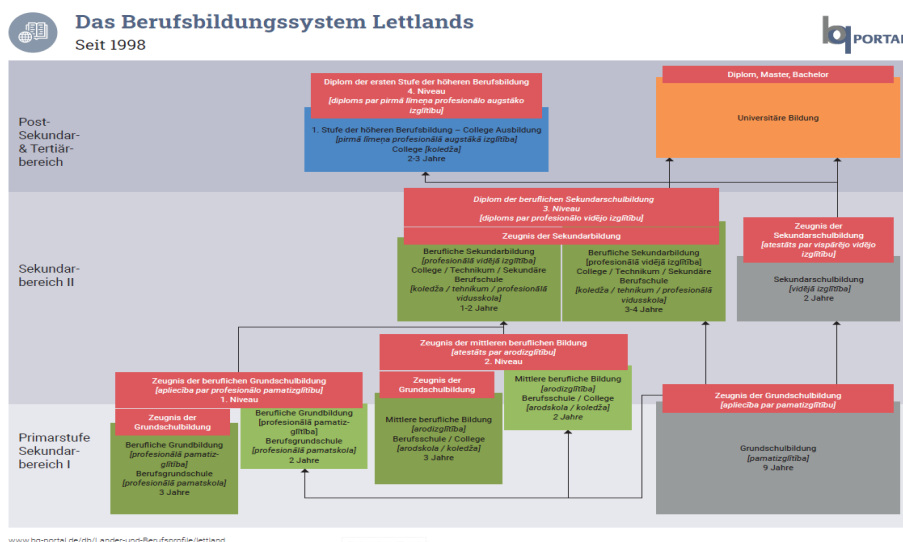 Das Berufsbildungssystem Lettlands
Seit 1998
bq PORTAL
Post-
Sekundar-
& Tertiär-
bereich
Diplom der ersten Stufe der höheren Berufsbildung
4. Niveau
[diploms par pirmā līmeņa profesionālo augstāko
izglītību]
1. Stufe der höheren Berufsbildung – College Ausbildung
[pirmā līmeņa profesionālā augstākā izglītība]
College [koledža]
2-3 Jahre
Diplom, Master, Bachelor
Universitäre Bildung
Sekundar-
bereich II
Diplom der beruflichen Sekundarschulbildung
3. Niveau
[diploms par profesionālo vidējo izglītību]
Zeugnis der Sekundarbildung
Berufliche Sekundarbildung
[profesionālā vidējā izglītība]
College / Technikum / Sekundäre
Berufschule
[koledža / tehnikum / profesionālā
vidusskola]
1-2 Jahre
Berufliche Sekundarbildung
[profesionālā vidējā izglītība]
College / Technikum / Sekundäre
Berufschule
[koledža / tehnikum / profesionālā
vidusskola]
3-4 Jahre
Zeugnis der
Sekundarschulbildung
[atestāts par vispārējo vidējo
izglītību]
Sekundarschulbildung
[vidējā izglītība]
2 Jahre
Zeugnis der mittleren beruflichen Bildung
[atestāts par arodizglītību]
2. Niveau
Zeugnis der
Grundschulbildung
Mittlere berufliche Bildung
[arodizglītība]
Berufsschule / College
[arodskola / koledža]
3 Jahre
Mittlere berufliche Bildung
[arodizglītība]
Berufsschule / College
[arodskola / koledža]
2 Jahre
Zeugnis der beruflichen Grundschulbildung
[apliecība par profesionālo pamatizglītību]
1. Niveau
Zeugnis der
Grundschulbildung
Berufliche Grundbildung
[profesionālā pamatiz-
glītība]
Berufsgrundschule
[profesionālā pamatskola]
3 Jahre
Berufliche Grundbildung
[profesionālā pamatiz-
glītība]
Berufsgrundschule
[profesionālā pamatskola]
2 Jahre
Zeugnis der Grundschulbildung
[apliecība par pamatizglītību]
Grundschulbildung
[pamatizglītība]
9 Jahre
Primarstufe
Sekundar-
bereich I
www.bq-portal.de/db/Lander-und-Berufsprofile/lettland